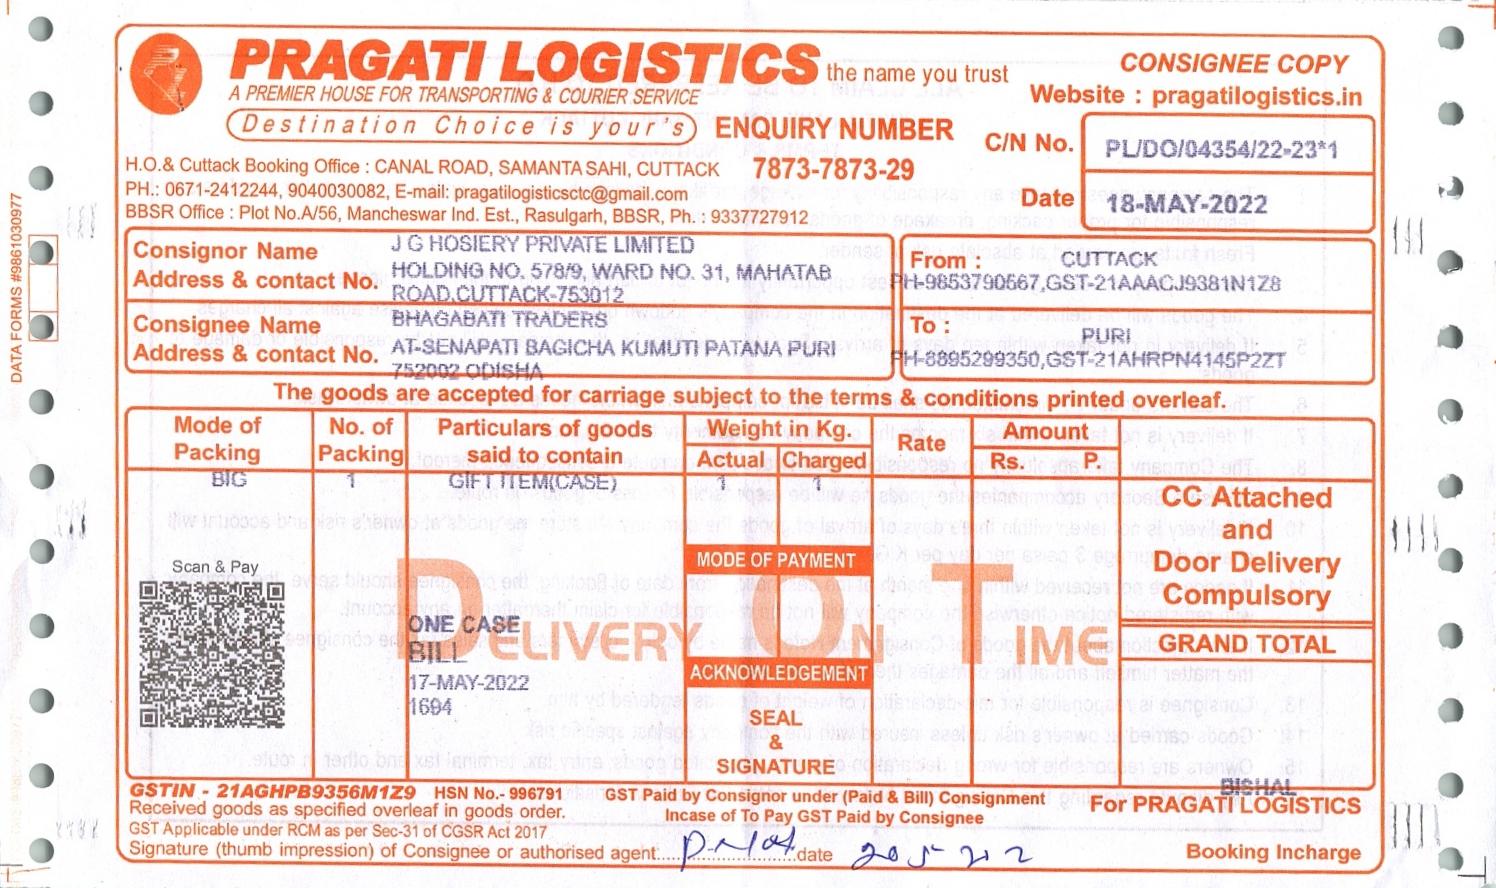 PRAGATI LOGISTICS the name you trust
A PREMIER HOUSE FOR TRANSPORTING & COURIER SERVICE
Destination Choice is your's
CONSIGNEE COPY
Website : pragatilogistics.in
ENQUIRY NUMBER
7873-7873-29
C/N No. PL/DO/04354/22-23*1
Date 18-MAY-2022
H.O.& Cuttack Booking Office : CANAL ROAD, SAMANTA SAHI, CUTTACK
PH.: 0671-2412244, 9040030082, E-mail: pragatilogisticsctc@gmail.com
BBSR Office : Plot No.A/56, Mancheswar Ind. Est., Rasulgarh, BBSR, Ph. : 9337727912
DATA FORMS #9861030977
Consignor Name J G HOSIERY PRIVATE LIMITED
Address & contact No. HOLDING NO. 578/9, WARD NO. 31, MAHATAB
ROAD,CUTTACK-753012
From : CUTTACK
PH-9853790567,GST-21AAACJ9381N1Z8
Consignee Name BHAGABATI TRADERS
Address & contact No. AT-SENAPATI BAGICHA KUMUTI PATANA PURI
752002 ODISHA
To : PURI
PH-8895299350,GST-21AHRPN4145P2ZT
The goods are accepted for carriage subject to the terms & conditions printed overleaf.
Mode of Packing No. of Packing Particulars of goods said to contain Weight in Kg. Rate Amount
Actual Charged Rs. P.
BIG 1 GIFT ITEM(CASE) 1 1
CC Attached
and
Door Delivery
Compulsory
GRAND TOTAL
Scan & Pay
MODE OF PAYMENT
DELIVERY TIME
ONE CASE
BILL
17-MAY-2022
1694
ACKNOWLEDGEMENT
SEAL
&
SIGNATURE
GSTIN - 21AGHPB9356M1Z9 HSN No.- 996791 GST Paid by Consignor under (Paid & Bill) Consignment
Incase of To Pay GST Paid by Consignee
BISHAL
For PRAGATI LOGISTICS
Received goods as specified overleaf in goods order.
GST Applicable under RCM as per Sec-31 of CGSR Act 2017
Signature (thumb impression) of Consignee or authorised agent date
Booking Incharge